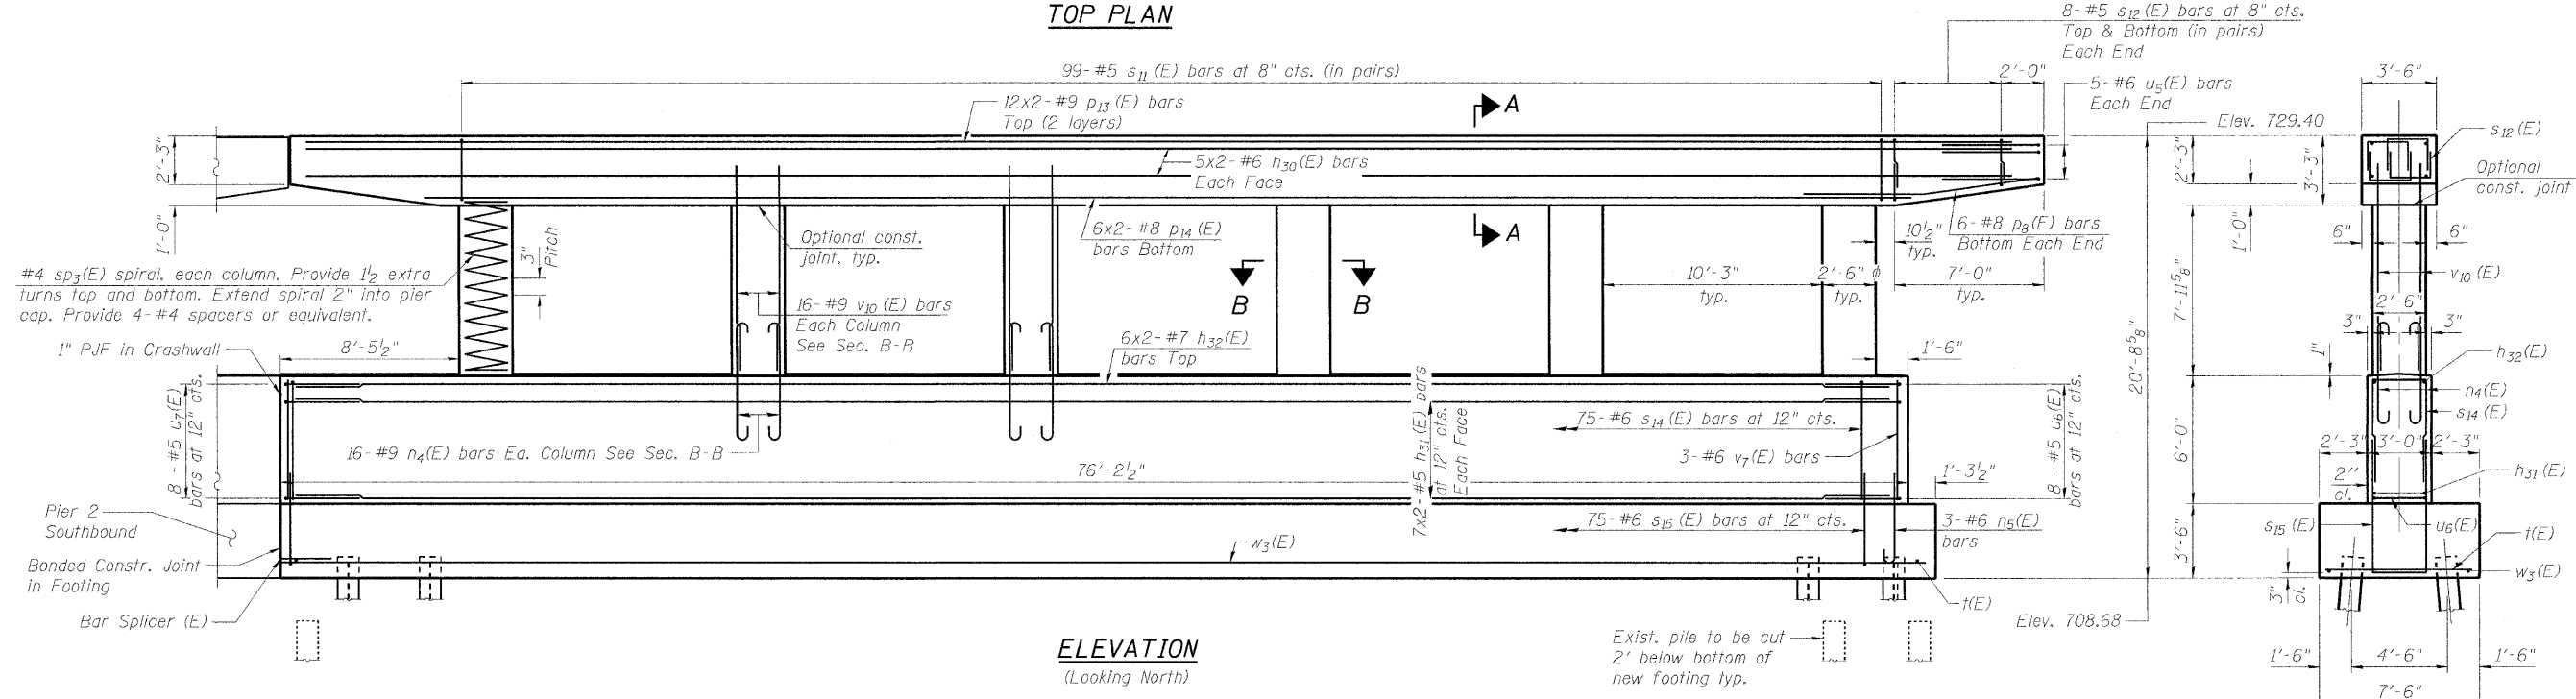 TOP PLAN
8-#5 s12(E) bars at 8" cts.
Top & Bottom (in pairs)
Each End
99-#5 s11(E) bars at 8" cts. (in pairs)
2'-0"
5-#6 u5(E) bars
Each End
3'-6"
12x2-#9 p13(E) bars
Top (2 layers)
A
Elev. 729.40
s12(E)
2'-3"
5x2-#6 h30(E) bars
Each Face
2'-3"
3'-3"
Optional
const. joint
1'-0"
Optional const.
joint, typ.
6x2-#8 p14(E)
bars Bottom
A
10½"
typ.
6-#8 p8(E) bars
Bottom Each End
1'-0"
6"
6"
#4 sp3(E) spiral, each column. Provide 1½ extra
turns top and bottom. Extend spiral 2" into pier
cap. Provide 4-#4 spacers or equivalent.
3"
Pitch
B
B
10'-3"
typ.
2'-6" ϕ
typ.
7'-0"
typ.
v10(E)
7'-11⅝"
2'-6"
16-#9 v10(E) bars
Each Column
See Sec. B-B
20'-8⅝"
3"
3"
1" PJF in Crashwall
8'-5½"
6x2-#7 h32(E)
bars Top
1'-6"
1"
h32(E)
n4(E)
s14(E)
8 - #5 u7(E)
bars at 12" cts.
7x2-#5 h31(E) bars
at 12" cts.
Each Face
75-#6 s14(E) bars at 12" cts.
8 - #5 u6(E)
bars at 12" cts.
6'-0"
16-#9 n4(E) bars Ea. Column See Sec. B-B
3-#6 v7(E) bars
2'-3"
3'-0"
2'-3"
76'-2½"
1'-3½"
2"
cl.
h31(E)
Pier 2
Southbound
75-#6 s15(E) bars at 12" cts.
3-#6 n5(E)
bars
s15(E)
u6(E)
t(E)
3'-6"
w3(E)
w3(E)
Bonded Constr. Joint
in Footing
3"
cl.
Bar Splicer (E)
t(E)
Elev. 708.68
ELEVATION
(Looking North)
Exist. pile to be cut
2' below bottom of
new footing typ.
1'-6"
4'-6"
1'-6"
7'-6"